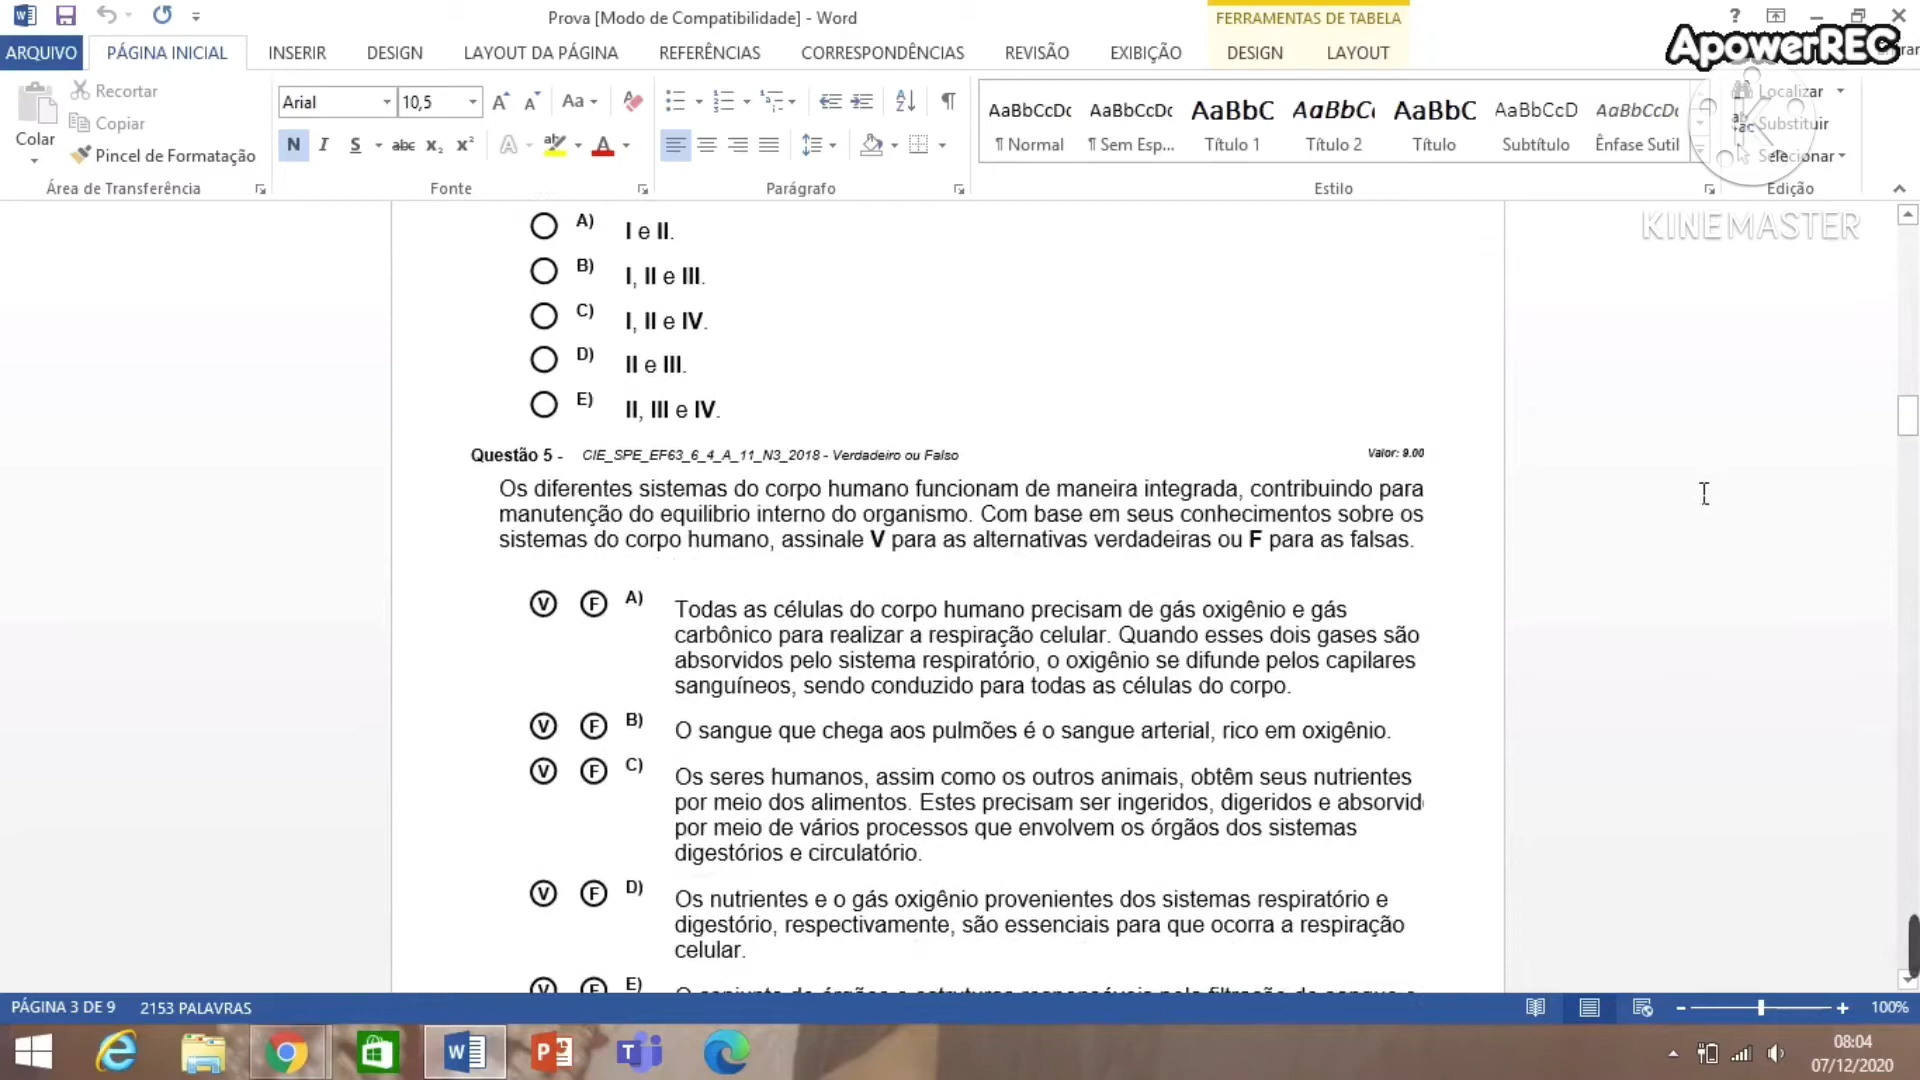 Prova [Modo de Compatibilidade] - Word
FERRAMENTAS DE TABELA
?
ApowerREC
ARQUIVO PÁGINA INICIAL INSERIR DESIGN LAYOUT DA PÁGINA REFERÊNCIAS CORRESPONDÊNCIAS REVISÃO EXIBIÇÃO DESIGN LAYOUT
Colar
Recortar
Copiar
Pincel de Formatação
Área de Transferência
Arial 10,5
N I S abc x₂ x²
Fonte
Parágrafo
AaBbCcDc AaBbCcDc AaBbC AaBbC AaBbC AaBbCcD AaBbCcD
¶ Normal ¶ Sem Esp... Título 1 Título 2 Título Subtítulo Ênfase Sutil
Estilo
Localizar
Substituir
Selecionar
Edição
KINEMASTER
A) I e II.
B) I, II e III.
C) I, II e IV.
D) II e III.
E) II, III e IV.
Questão 5 - CIE_SPE_EF63_6_4_A_11_N3_2018 - Verdadeiro ou Falso Valor: 9.00
Os diferentes sistemas do corpo humano funcionam de maneira integrada, contribuindo para
manutenção do equilibrio interno do organismo. Com base em seus conhecimentos sobre os
sistemas do corpo humano, assinale V para as alternativas verdadeiras ou F para as falsas.
V F A) Todas as células do corpo humano precisam de gás oxigênio e gás
carbônico para realizar a respiração celular. Quando esses dois gases são
absorvidos pelo sistema respiratório, o oxigênio se difunde pelos capilares
sanguíneos, sendo conduzido para todas as células do corpo.
V F B) O sangue que chega aos pulmões é o sangue arterial, rico em oxigênio.
V F C) Os seres humanos, assim como os outros animais, obtêm seus nutrientes
por meio dos alimentos. Estes precisam ser ingeridos, digeridos e absorvid
por meio de vários processos que envolvem os órgãos dos sistemas
digestórios e circulatório.
V F D) Os nutrientes e o gás oxigênio provenientes dos sistemas respiratório e
digestório, respectivamente, são essenciais para que ocorra a respiração
celular.
V F E)
PÁGINA 3 DE 9 2153 PALAVRAS
100%
08:04
07/12/2020